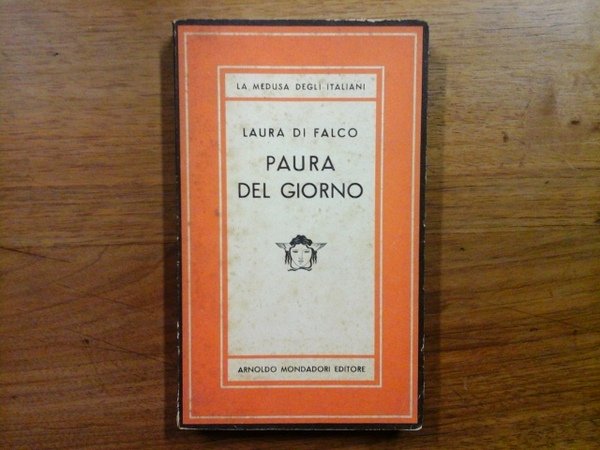 LA MEDUSA DEGLI ITALIANI
LAURA DI FALCO
PAURA
DEL GIORNO
ARNOLDO MONDADORI EDITORE